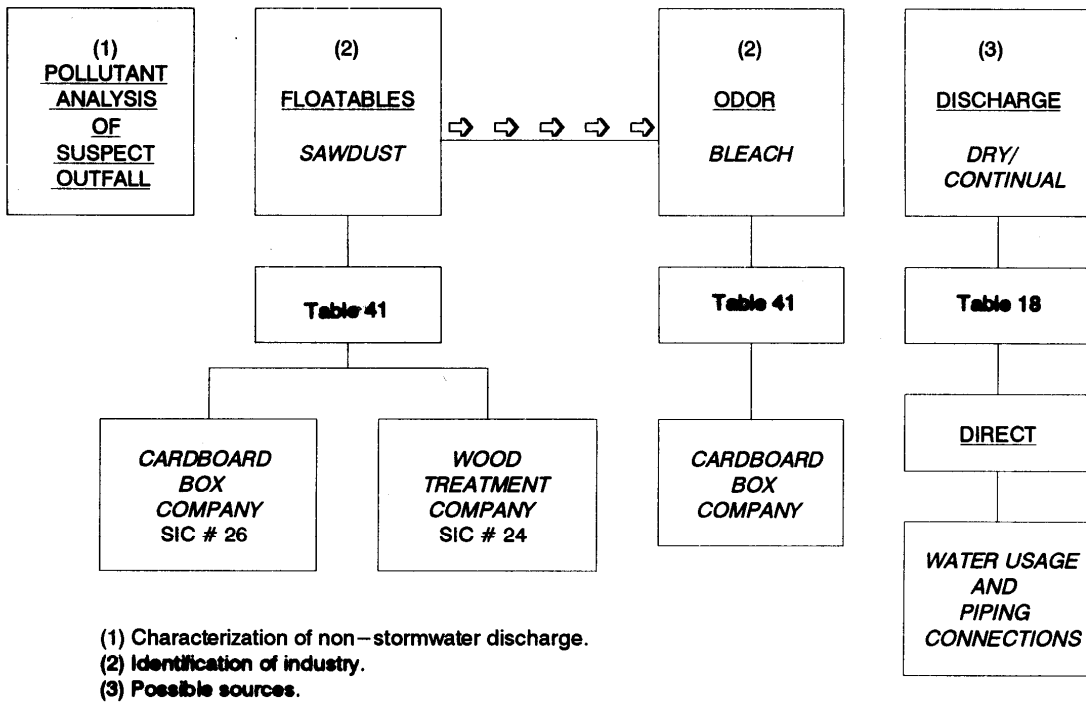 (1)
POLLUTANT
ANALYSIS
OF
SUSPECT
OUTFALL
(2)
FLOATABLES
SAWDUST
(2)
ODOR
BLEACH
(3)
DISCHARGE
DRY/
CONTINUAL
Table 41
Table 41
Table 18
CARDBOARD
BOX
COMPANY
SIC # 26
WOOD
TREATMENT
COMPANY
SIC # 24
CARDBOARD
BOX
COMPANY
DIRECT
WATER USAGE
AND
PIPING
CONNECTIONS
(1) Characterization of non-stormwater discharge.
(2) Identification of industry.
(3) Possible sources.